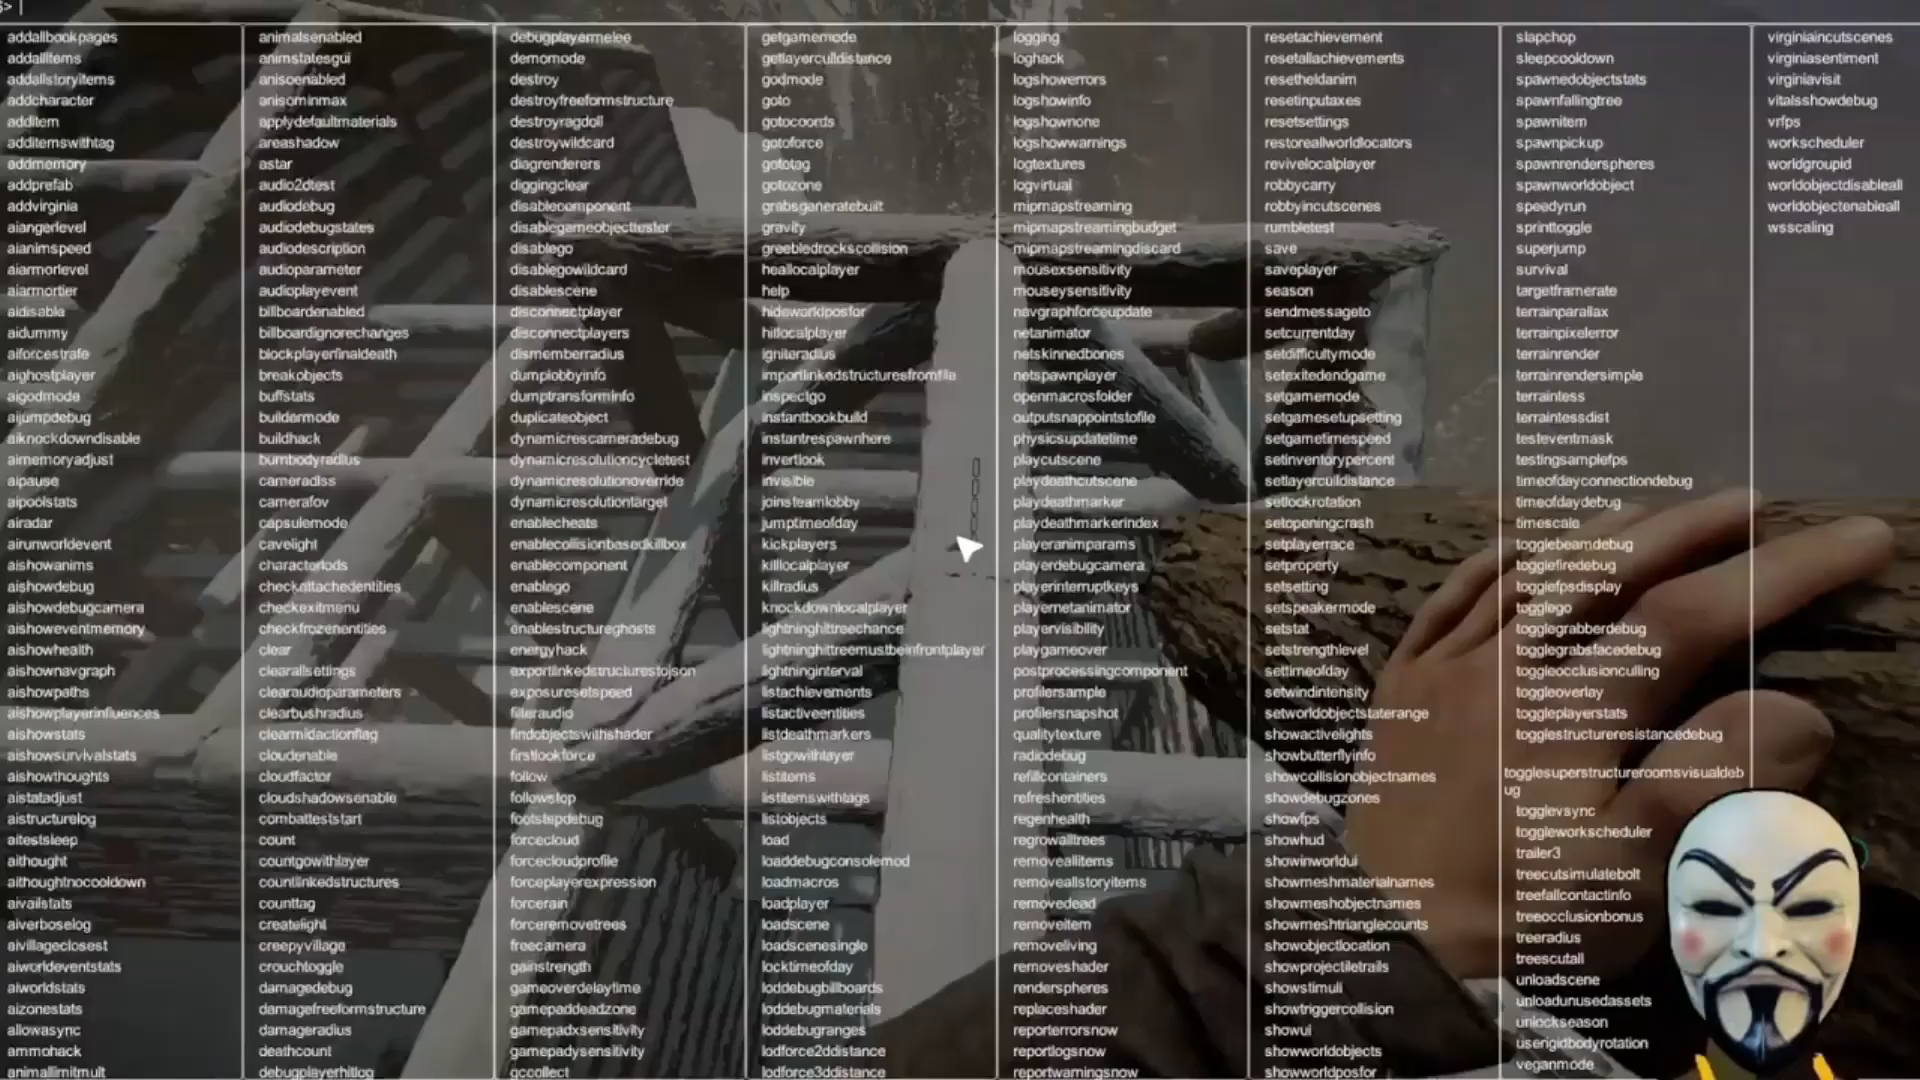 $>
addallbookpages
addallitems
addallstoryitems
addcharacter
additem
additemswithtag
addmemory
addprefab
addvirginia
aiangerlevel
aianimspeed
aiarmorlevel
aiarmortier
aidisable
aidummy
aiforcestrafe
aighostplayer
aigodmode
aijumpdebug
aiknockdowndisable
aimemoryadjust
aipause
aipoolstats
airadar
airunworldevent
aishowanims
aishowdebug
aishowdebugcamera
aishoweventmemory
aishowhealth
aishownavgraph
aishowpaths
aishowplayerinfluences
aishowstats
aishowsurvivalstats
aishowthoughts
aistatadjust
aistructurelog
aitestsleep
aithought
aithoughtnocooldown
aivailstats
aiverboselog
aivillageclosest
aiworldeventstats
aiworldstats
aizonestats
allowasync
ammohack
animallimitmult
animalsenabled
animstatesgui
anisoenabled
anisominmax
applydefaultmaterials
areashadow
astar
audio2dtest
audiodebug
audiodebugstates
audiodescription
audioparameter
audioplayevent
billboardenabled
billboardignorechanges
blockplayerfinaldeath
breakobjects
buffstats
buildermode
buildhack
burnbodyradius
cameradiss
camerafov
capsulemode
cavelight
characterlods
checkattachedentities
checkexitmenu
checkfrozenentities
clear
clearallsettings
clearaudioparameters
clearbushradius
clearmidactionflag
cloudenable
cloudfactor
cloudshadowsenable
combatteststart
count
countgowithlayer
countlinkedstructures
counttag
createlight
creepyvillage
crouchtoggle
damagedebug
damagefreeformstructure
damageradius
deathcount
debugplayerhitlog
debugplayermelee
demomode
destroy
destroyfreeformstructure
destroyragdoll
destroywildcard
diagrenderers
diggingclear
disablecomponent
disablegameobjecttester
disablego
disablegowildcard
disablescene
disconnectplayer
disconnectplayers
dismemberradius
dumplobbyinfo
dumptransforminfo
duplicateobject
dynamicrescameradebug
dynamicresolutioncycletest
dynamicresolutionoverride
dynamicresolutiontarget
enablecheats
enablecollisionbasedkillbox
enablecomponent
enablego
enablescene
enablestructureghosts
energyhack
exportlinkedstructurestojson
exposuresetspeed
filteraudio
findobjectswithshader
firstlookforce
follow
followstop
footstepdebug
forcecloud
forcecloudprofile
forceplayerexpression
forcerain
forceremovetrees
freecamera
gainstrength
gameoverdelaytime
gamepaddeadzone
gamepadxsensitivity
gamepadysensitivity
gccollect
getgamemode
getlayerculldistance
godmode
goto
gotocoords
gotoforce
gototag
gotozone
grabsganeratebuilt
gravity
greebledrockscollision
heallocalplayer
help
hideworldposfor
hitlocalplayer
igniteradius
importlinkedstructuresfromfile
inspectgo
instantbookbuild
instantrespawnhere
invertlook
invisible
joinsteamlobby
jumptimeofday
kickplayers
killlocalplayer
killradius
knockdownlocalplayer
lightninghittreechance
lightninghittreemustbeinfrontplayer
lightninginterval
listachievements
listactiveentities
listdeathmarkers
listgowithlayer
listitems
listitemswithtags
listobjects
load
loaddebugconsolemod
loadmacros
loadplayer
loadscene
loadscenesingle
locktimeofday
loddebugbillboards
loddebugmaterials
loddebugranges
lodforce2ddistance
lodforce3ddistance
logging
loghack
logshowerrors
logshowinfo
logshownone
logshowwarnings
logtextures
logvirtual
mipmapstreaming
mipmapstreamingbudget
mipmapstreamingdiscard
mousexsensitivity
mouseysensitivity
navgraphforceupdate
netanimator
netskinnedbones
netspawnplayer
openmacrosfolder
outputsnappointstofile
physicsupdatetime
playcutscene
playdeathcutscene
playdeathmarker
playdeathmarkerindex
playeranimparams
playerdebugcamera
playerinterruptkeys
playernetanimator
playervisibility
playgameover
postprocessingcomponent
profilersample
profilersnapshot
qualitytexture
radiodebug
refillcontainers
refreshentities
regenhealth
regrowalltrees
removeallitems
removeallstoryitems
removedead
removeitem
removeliving
removeshader
renderspheres
replaceshader
reporterrorsnow
reportlogsnow
reportwarningsnow
resetachievement
resetallachievements
resetheldanim
resetinputaxes
resetsettings
restoreallworldlocators
revivelocalplayer
robbycarry
robbyincutscenes
rumbletest
save
saveplayer
season
sendmessageto
setcurrentday
setdifficultymode
setexitedendgame
setgamemode
setgamesetupsetting
setgametimespeed
setinventorypercent
setlayerculldistance
setlockrotation
setopeningcrash
setplayerrace
setproperty
setsetting
setspeakermode
setstat
setstrengthlevel
settimeofday
setwindintensity
setworldobjectstaterange
showactivelights
showbutterflyinfo
showcollisionobjectnames
showdebugzones
showfps
showhud
showinworldui
showmeshmaterialnames
showmeshobjectnames
showmeshtrianglecounts
showobjectlocation
showprojectiletrails
showstimuli
showtriggercollision
showui
showworldobjects
showworldposfor
slapchop
sleepcooldown
spawnedobjectstats
spawnfallingtree
spawnitem
spawnpickup
spawnrenderspheres
spawnworldobject
speedyrun
sprinttoggle
superjump
survival
targetframerate
terrainparallax
terrainpixelerror
terrainrender
terrainrendersimple
terraintess
terraintessdist
testeventmask
testingsamplefps
timeofdayconnectiondebug
timeofdaydebug
timescale
togglebeamdebug
togglefiredebug
togglefpsdisplay
togglego
togglegrabberdebug
togglegrabsfacedebug
toggleocclusionculling
toggleoverlay
toggleplayerstats
togglestructureresistancedebug
togglesuperstructureroomsvisualdeb
ug
togglevsync
toggleworkscheduler
trailer3
treecutsimulatebolt
treefallcontactinfo
treeocclusionbonus
treeradius
treescutall
unloadscene
unloadunusedassets
unlockseason
userigidbodyrotation
veganmode
virginiaincutscenes
virginiasentiment
virginiavisit
vitalsshowdebug
vrfps
workscheduler
worldgroupid
worldobjectdisableall
worldobjectenableall
wsscaling